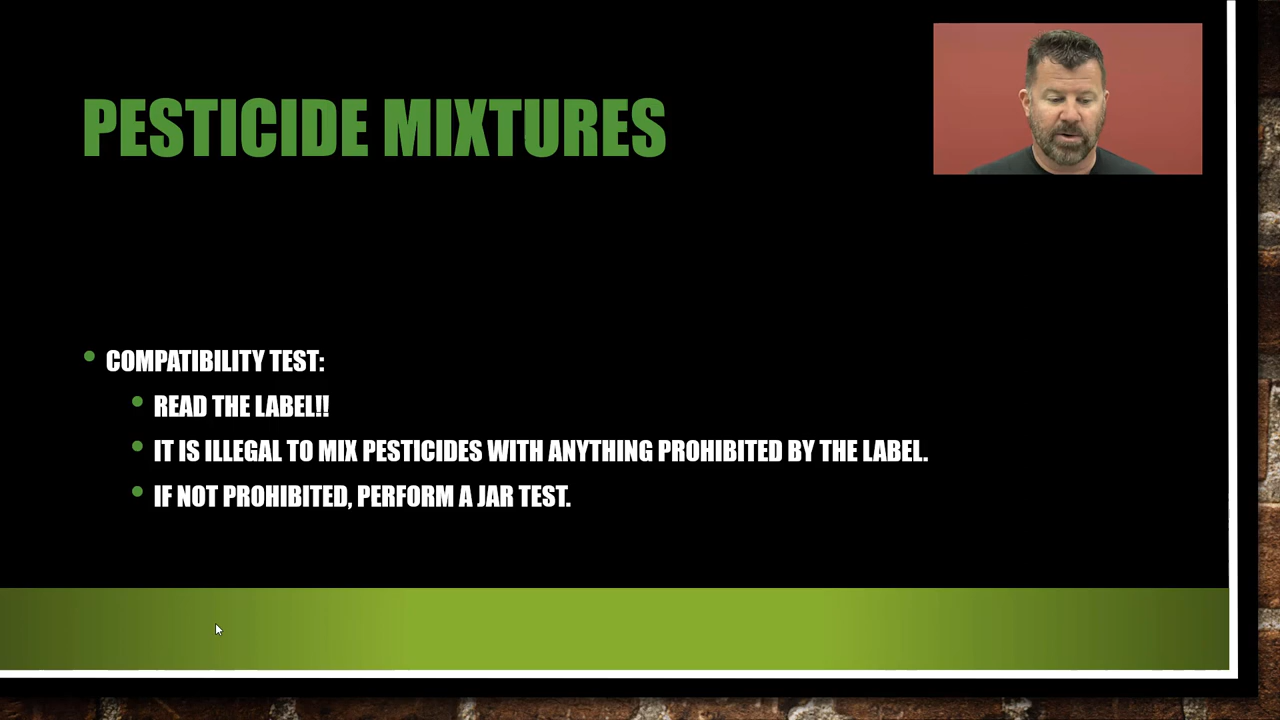 PESTICIDE MIXTURES
COMPATIBILITY TEST:
READ THE LABEL!!
IT IS ILLEGAL TO MIX PESTICIDES WITH ANYTHING PROHIBITED BY THE LABEL.
IF NOT PROHIBITED, PERFORM A JAR TEST.